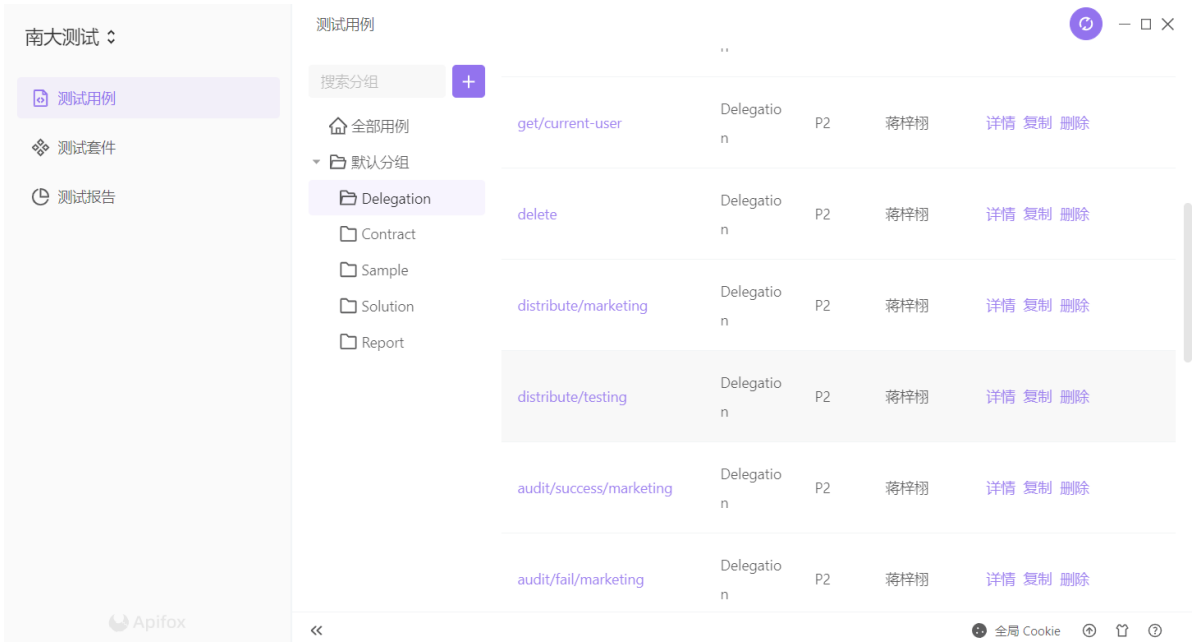 南大测试
测试用例
测试套件
测试报告
Apifox
测试用例
搜索分组
全部用例
默认分组
Delegation
Contract
Sample
Solution
Report
get/current-user
Delegatio
n
P2
蒋梓栩
详情 复制 删除
delete
Delegatio
n
P2
蒋梓栩
详情 复制 删除
distribute/marketing
Delegatio
n
P2
蒋梓栩
详情 复制 删除
distribute/testing
Delegatio
n
P2
蒋梓栩
详情 复制 删除
audit/success/marketing
Delegatio
n
P2
蒋梓栩
详情 复制 删除
audit/fail/marketing
Delegatio
n
P2
蒋梓栩
详情 复制 删除
全局 Cookie